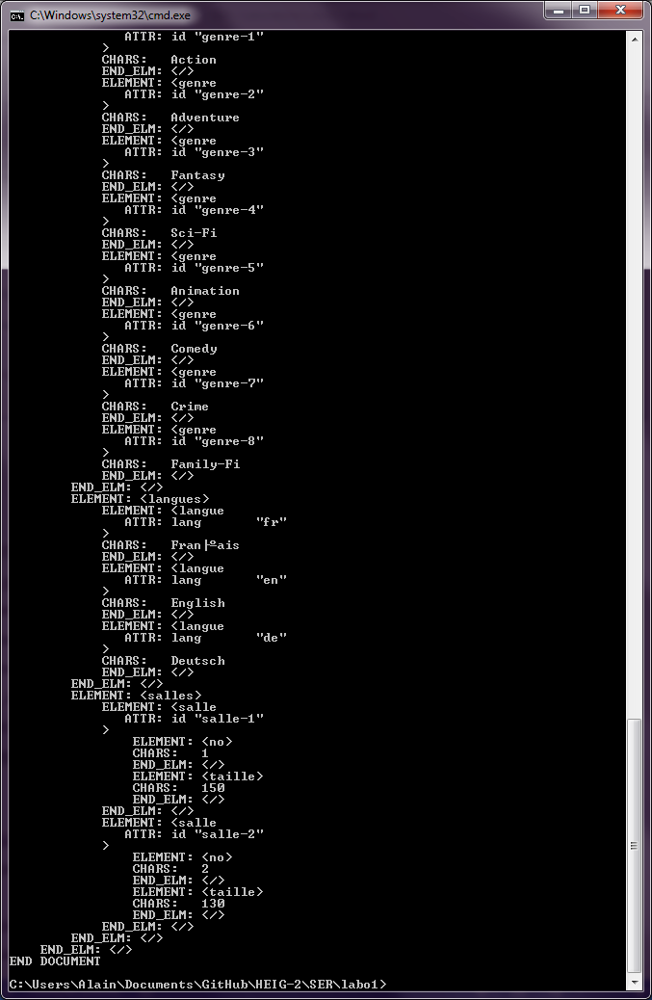 C:\Windows\system32\cmd.exe
ATTR: id "genre-1"
>
CHARS:   Action
END_ELM: </>
ELEMENT: <genre
ATTR: id "genre-2"
>
CHARS:   Adventure
END_ELM: </>
ELEMENT: <genre
ATTR: id "genre-3"
>
CHARS:   Fantasy
END_ELM: </>
ELEMENT: <genre
ATTR: id "genre-4"
>
CHARS:   Sci-Fi
END_ELM: </>
ELEMENT: <genre
ATTR: id "genre-5"
>
CHARS:   Animation
END_ELM: </>
ELEMENT: <genre
ATTR: id "genre-6"
>
CHARS:   Comedy
END_ELM: </>
ELEMENT: <genre
ATTR: id "genre-7"
>
CHARS:   Crime
END_ELM: </>
ELEMENT: <genre
ATTR: id "genre-8"
>
CHARS:   Family-Fi
END_ELM: </>
END_ELM: </>
ELEMENT: <langues>
ELEMENT: <langue
ATTR: lang       "fr"
>
CHARS:   Fran├ºais
END_ELM: </>
ELEMENT: <langue
ATTR: lang       "en"
>
CHARS:   English
END_ELM: </>
ELEMENT: <langue
ATTR: lang       "de"
>
CHARS:   Deutsch
END_ELM: </>
END_ELM: </>
ELEMENT: <salles>
ELEMENT: <salle
ATTR: id "salle-1"
>
ELEMENT: <no>
CHARS:   1
END_ELM: </>
ELEMENT: <taille>
CHARS:   150
END_ELM: </>
END_ELM: </>
ELEMENT: <salle
ATTR: id "salle-2"
>
ELEMENT: <no>
CHARS:   2
END_ELM: </>
ELEMENT: <taille>
CHARS:   130
END_ELM: </>
END_ELM: </>
END_ELM: </>
END_ELM: </>
END DOCUMENT
C:\Users\Alain\Documents\GitHub\HEIG-2\SER\labo1>